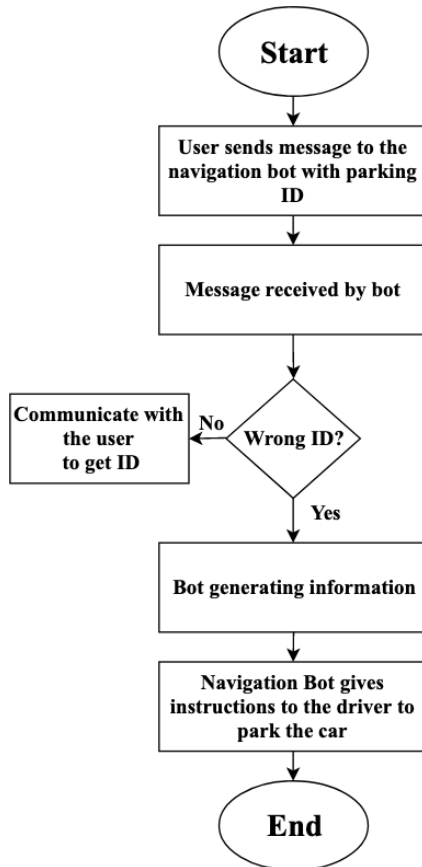 Start
User sends message to the
navigation bot with parking
ID
Message received by bot
Communicate with
the user
to get ID
No
Wrong ID?
Yes
Bot generating information
Navigation Bot gives
instructions to the driver to
park the car
End